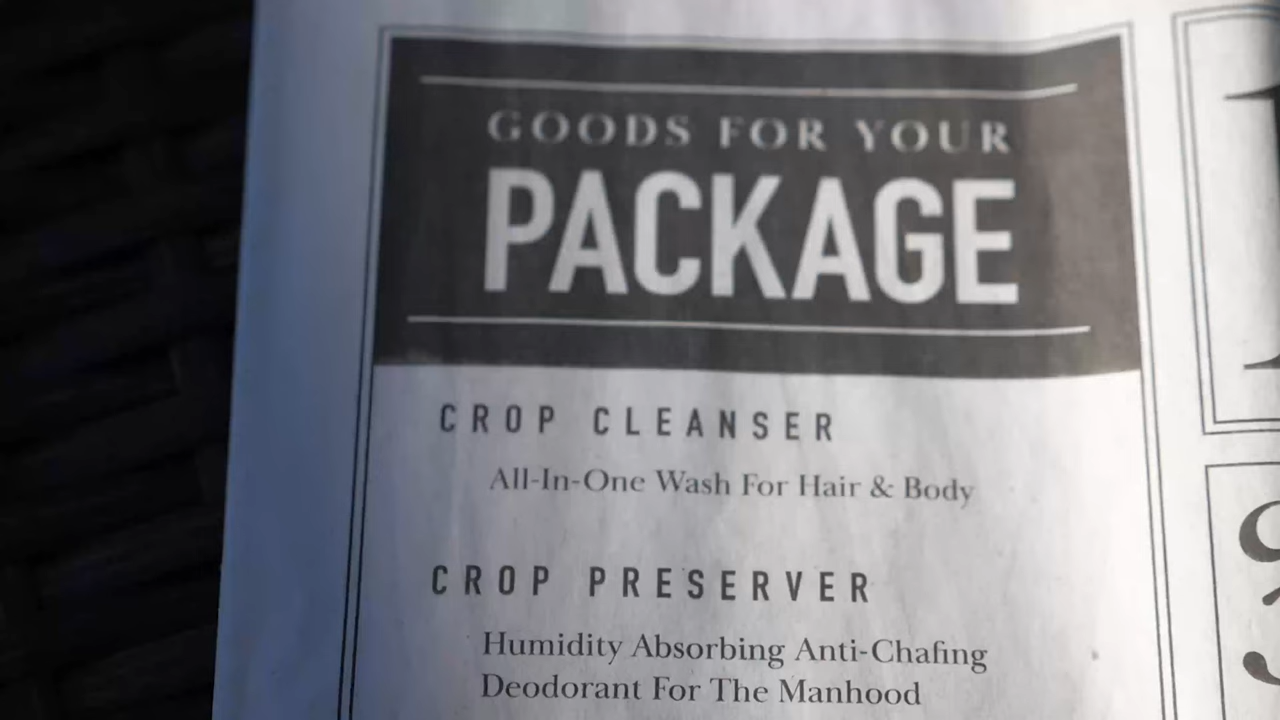 GOODS FOR YOUR
PACKAGE
CROP CLEANSER
All-In-One Wash For Hair & Body
CROP PRESERVER
Humidity Absorbing Anti-Chafing
Deodorant For The Manhood